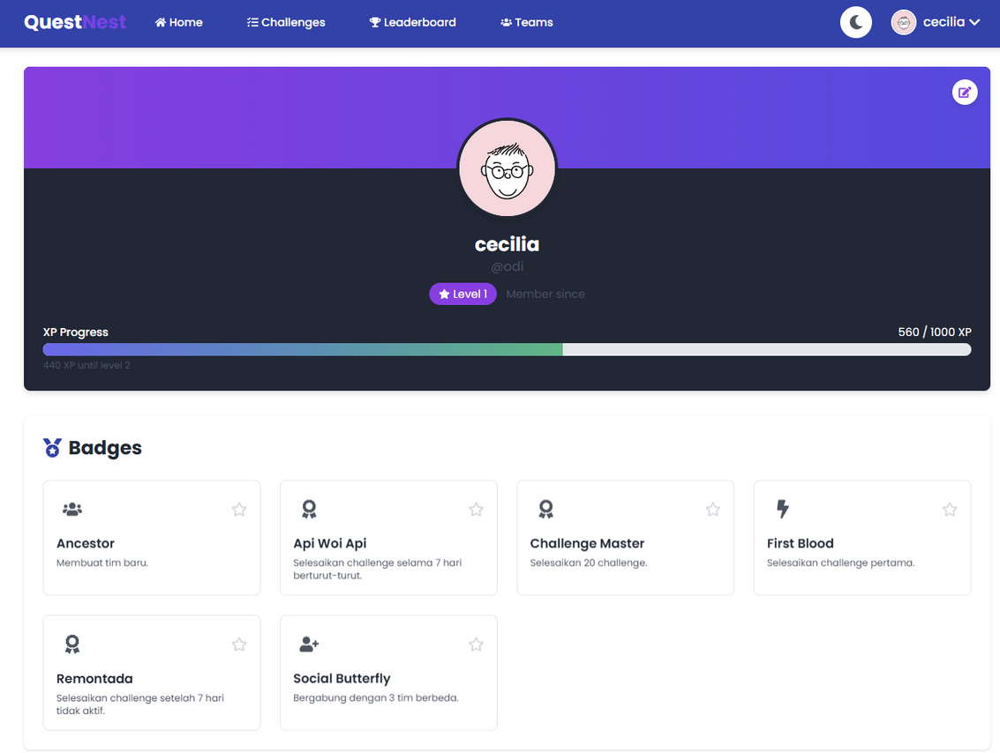 QuestNest Home Challenges Leaderboard Teams cecilia
cecilia
@odi
Level 1 Member since
XP Progress 560 / 1000 XP
440 XP until level 2
Badges
Ancestor
Membuat tim baru.
Api Woi Api
Selesaikan challenge selama 7 hari
berturut-turut.
Challenge Master
Selesaikan 20 challenge.
First Blood
Selesaikan challenge pertama.
Remontada
Selesaikan challenge setelah 7 hari
tidak aktif.
Social Butterfly
Bergabung dengan 3 tim berbeda.